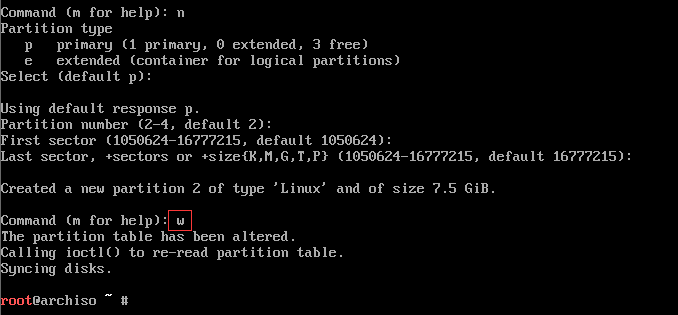 Command (m for help): n
Partition type
   p   primary (1 primary, 0 extended, 3 free)
   e   extended (container for logical partitions)
Select (default p):
Using default response p.
Partition number (2-4, default 2):
First sector (1050624-16777215, default 1050624):
Last sector, +sectors or +size{K,M,G,T,P} (1050624-16777215, default 16777215):
Created a new partition 2 of type 'Linux' and of size 7.5 GiB.
Command (m for help): w
The partition table has been altered.
Calling ioctl() to re-read partition table.
Syncing disks.
root@archiso ~ #